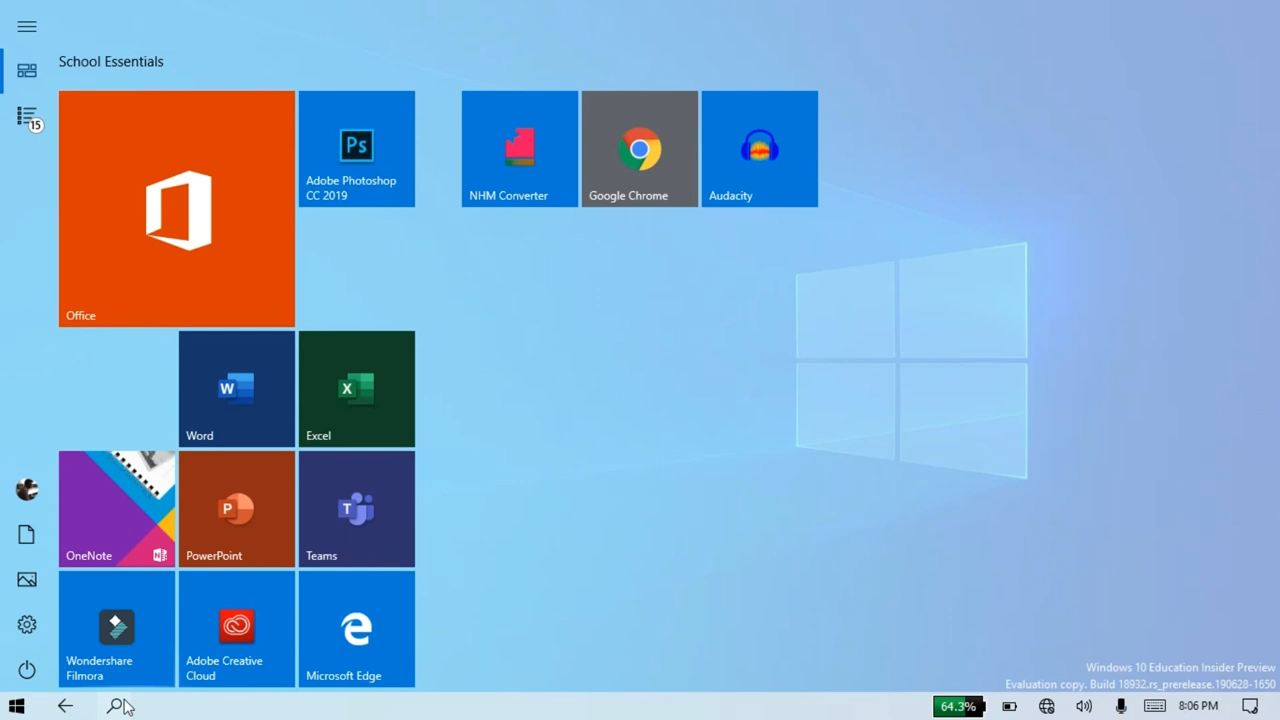 School Essentials
15
Office
Ps
Adobe Photoshop
CC 2019
NHM Converter
Google Chrome
Audacity
W
Word
X
Excel
N
OneNote
P
PowerPoint
T
Teams
Wondershare
Filmora
Adobe Creative
Cloud
Microsoft Edge
Windows 10 Education Insider Preview
Evaluation copy. Build 18932.rs_prerelease.190628-1650
64.3%
8:06 PM